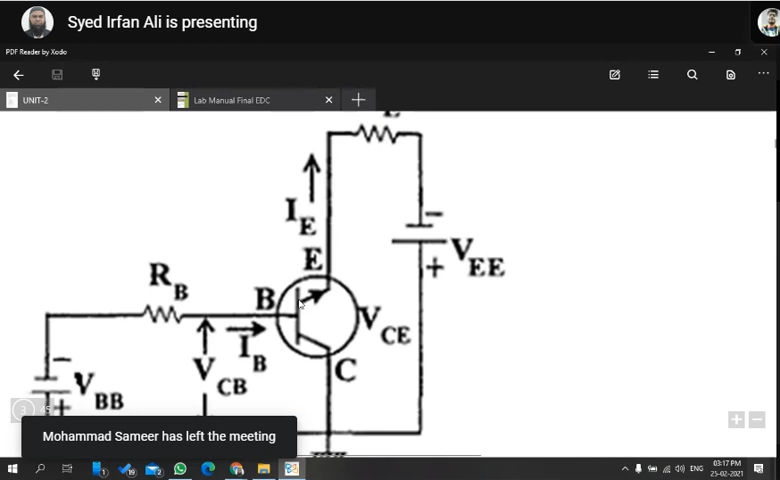 Syed Irfan Ali is presenting
PDF Reader by Xodo
UNIT-2
Lab Manual Final EDC
I E
E
V EE
R B
B
I B
V CE
V CB
C
V BB
Mohammad Sameer has left the meeting
ENG
03:17 PM
25-02-2021